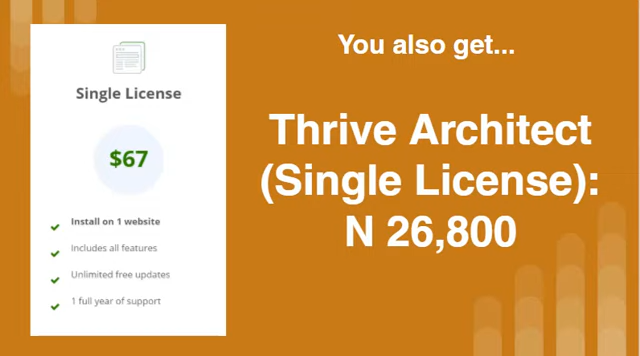 Single License
$67
Install on 1 website
Includes all features
Unlimited free updates
1 full year of support
You also get...
Thrive Architect
(Single License):
N 26,800